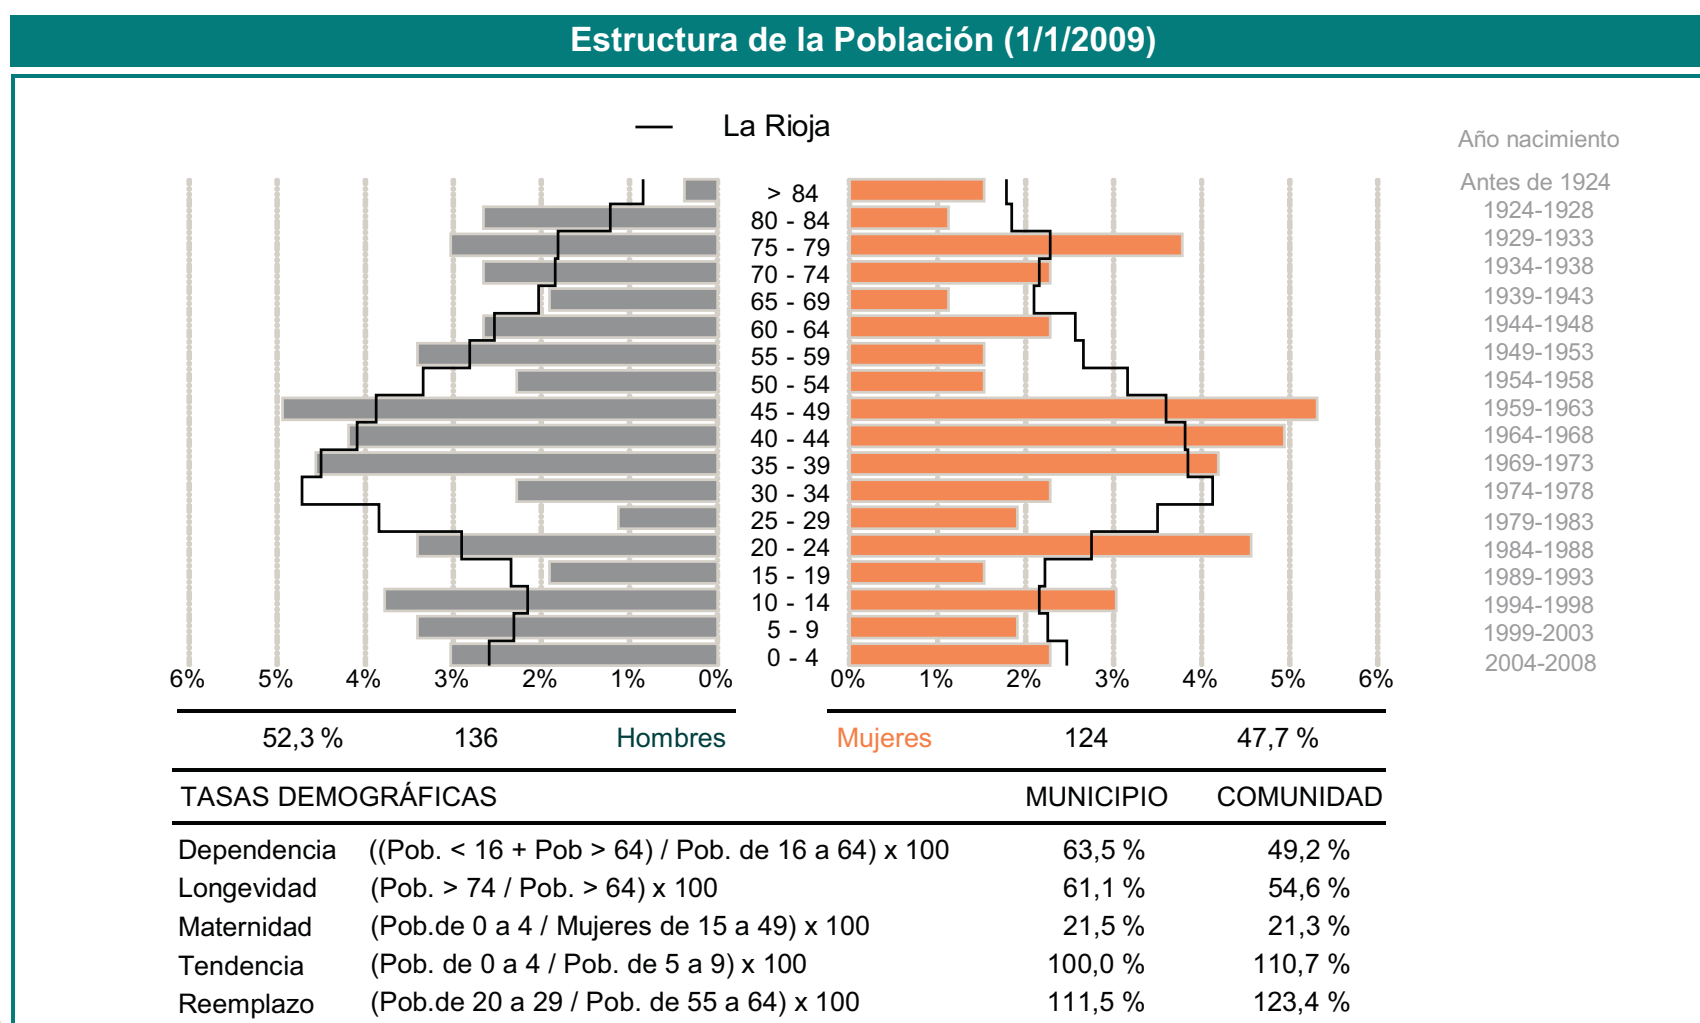 Estructura de la Población (1/1/2009)
La Rioja
Año nacimiento
> 84 Antes de 1924
80 - 84 1924-1928
75 - 79 1929-1933
70 - 74 1934-1938
65 - 69 1939-1943
60 - 64 1944-1948
55 - 59 1949-1953
50 - 54 1954-1958
45 - 49 1959-1963
40 - 44 1964-1968
35 - 39 1969-1973
30 - 34 1974-1978
25 - 29 1979-1983
20 - 24 1984-1988
15 - 19 1989-1993
10 - 14 1994-1998
5 - 9 1999-2003
0 - 4 2004-2008
6% 5% 4% 3% 2% 1% 0% 0% 1% 2% 3% 4% 5% 6%
52,3 % 136 Hombres Mujeres 124 47,7 %
TASAS DEMOGRÁFICAS MUNICIPIO COMUNIDAD
Dependencia ((Pob. < 16 + Pob > 64) / Pob. de 16 a 64) x 100 63,5 % 49,2 %
Longevidad (Pob. > 74 / Pob. > 64) x 100 61,1 % 54,6 %
Maternidad (Pob.de 0 a 4 / Mujeres de 15 a 49) x 100 21,5 % 21,3 %
Tendencia (Pob. de 0 a 4 / Pob. de 5 a 9) x 100 100,0 % 110,7 %
Reemplazo (Pob.de 20 a 29 / Pob. de 55 a 64) x 100 111,5 % 123,4 %